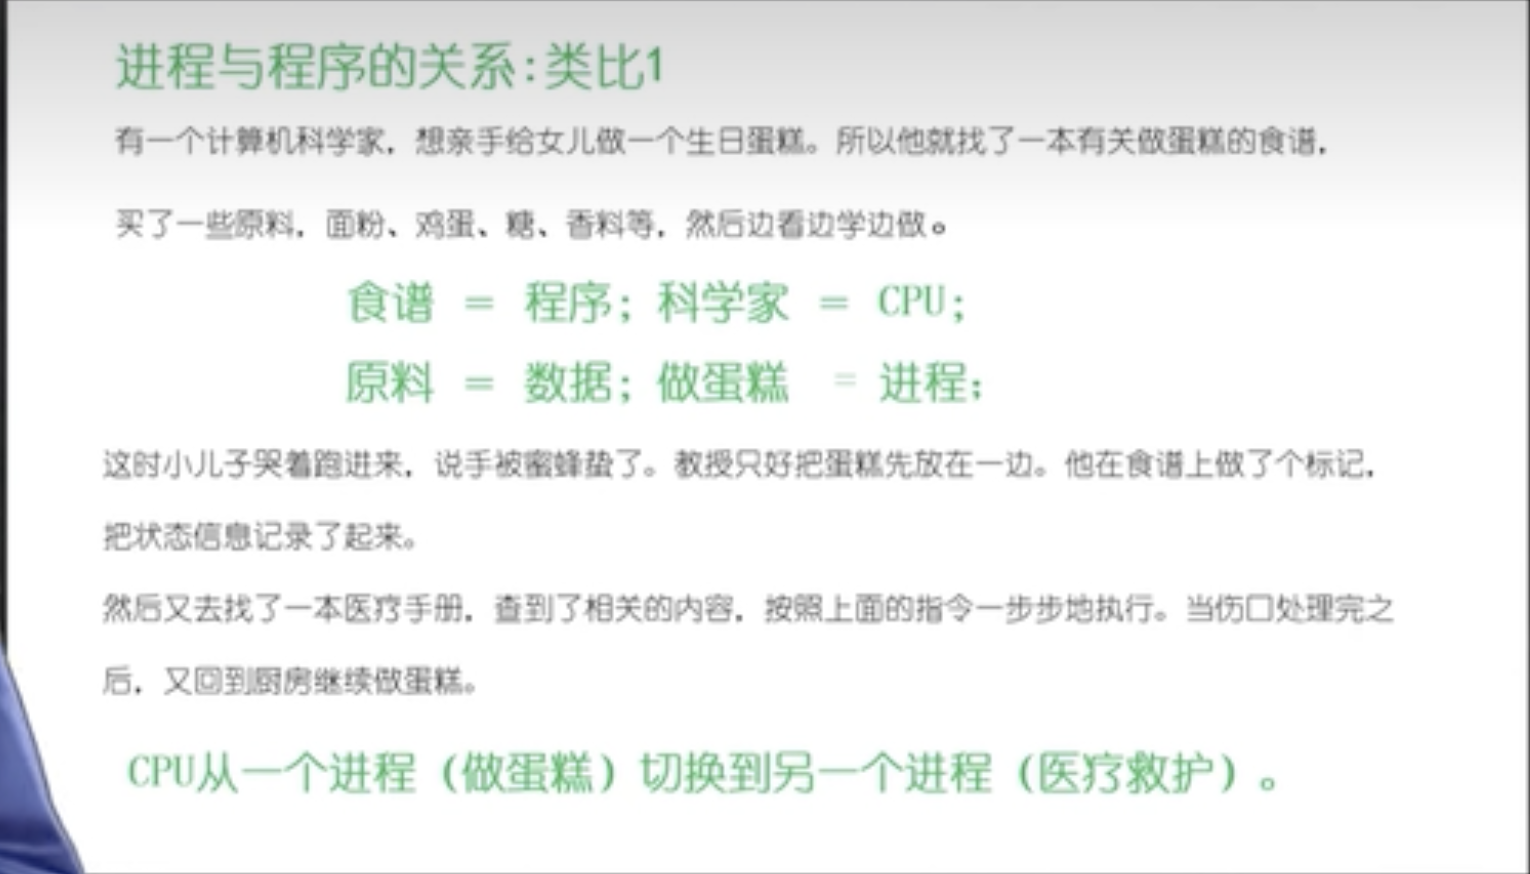 进程与程序的关系:类比1
有一个计算机科学家，想亲手给女儿做一个生日蛋糕。所以他就找了一本有关做蛋糕的食谱，
买了一些原料，面粉、鸡蛋、糖、香料等，然后边看边学边做。
食谱 = 程序; 科学家 = CPU;
原料 = 数据; 做蛋糕 = 进程;
这时小儿子哭着跑进来，说手被蜜蜂蛰了。教授只好把蛋糕先放在一边。他在食谱上做了个标记，
把状态信息记录了起来。
然后又去找了一本医疗手册，查到了相关的内容，按照上面的指令一步步地执行。当伤口处理完之
后，又回到厨房继续做蛋糕。
CPU从一个进程（做蛋糕）切换到另一个进程（医疗救护）。